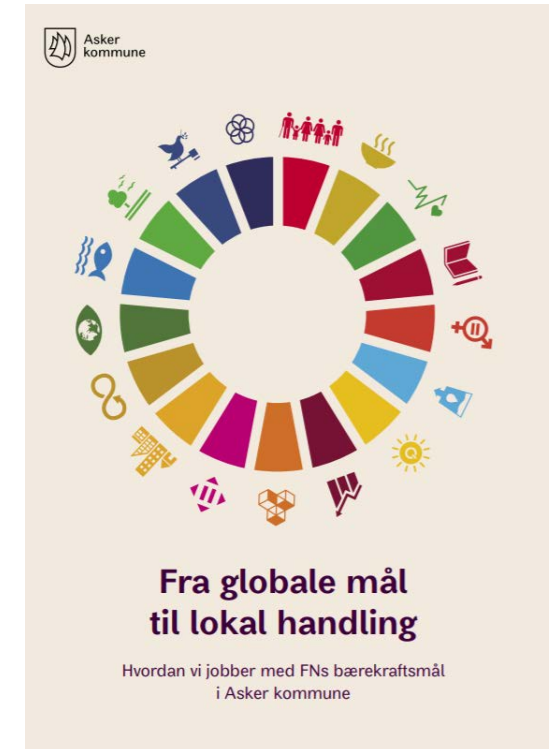 Asker
kommune
Fra globale mål
til lokal handling
Hvordan vi jobber med FNs bærekraftsmål
i Asker kommune